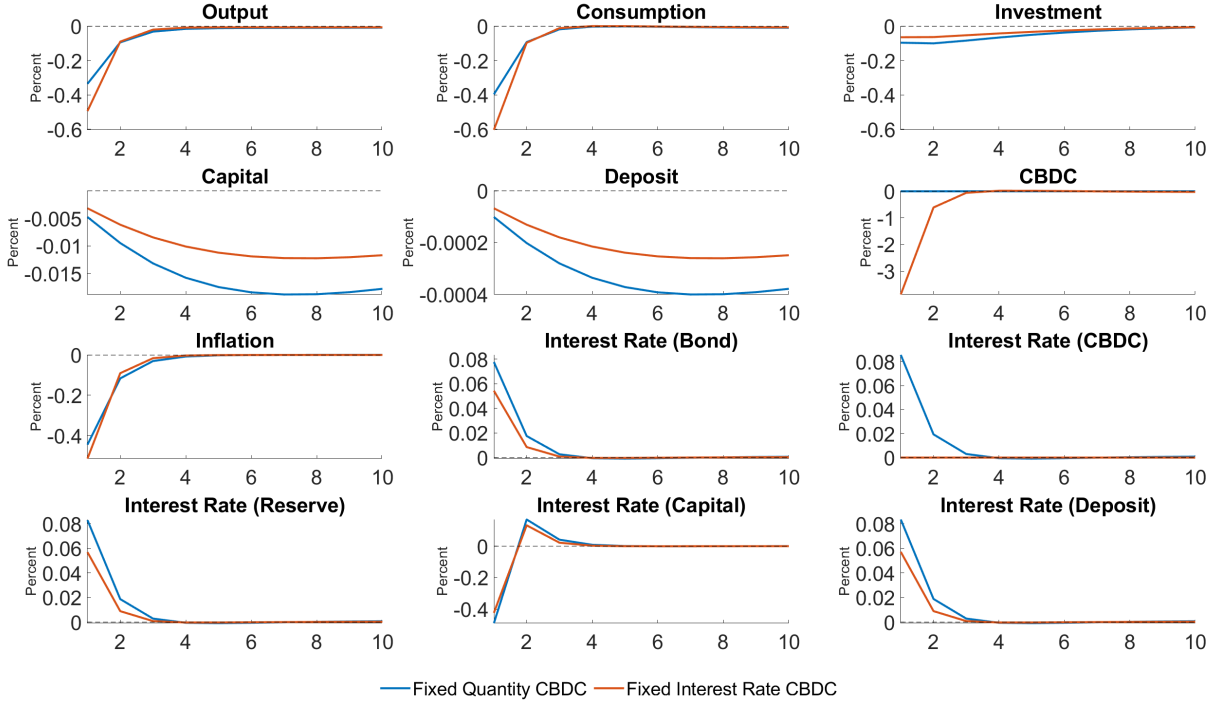 Output
Consumption
Investment
Percent
0
-0.2
-0.4
-0.6
2 4 6 8 10
Percent
0
-0.2
-0.4
-0.6
2 4 6 8 10
Percent
0
-0.2
-0.4
-0.6
2 4 6 8 10
Capital
Deposit
CBDC
Percent
-0.005
-0.01
-0.015
2 4 6 8 10
Percent
0
-0.0002
-0.0004
2 4 6 8 10
Percent
0
-1
-2
-3
2 4 6 8 10
Inflation
Interest Rate (Bond)
Interest Rate (CBDC)
Percent
0
-0.2
-0.4
2 4 6 8 10
Percent
0.08
0.06
0.04
0.02
0
2 4 6 8 10
Percent
0.08
0.06
0.04
0.02
0
2 4 6 8 10
Interest Rate (Reserve)
Interest Rate (Capital)
Interest Rate (Deposit)
Percent
0.08
0.06
0.04
0.02
0
2 4 6 8 10
Percent
0
-0.2
-0.4
2 4 6 8 10
Percent
0.08
0.06
0.04
0.02
0
2 4 6 8 10
Fixed Quantity CBDC Fixed Interest Rate CBDC